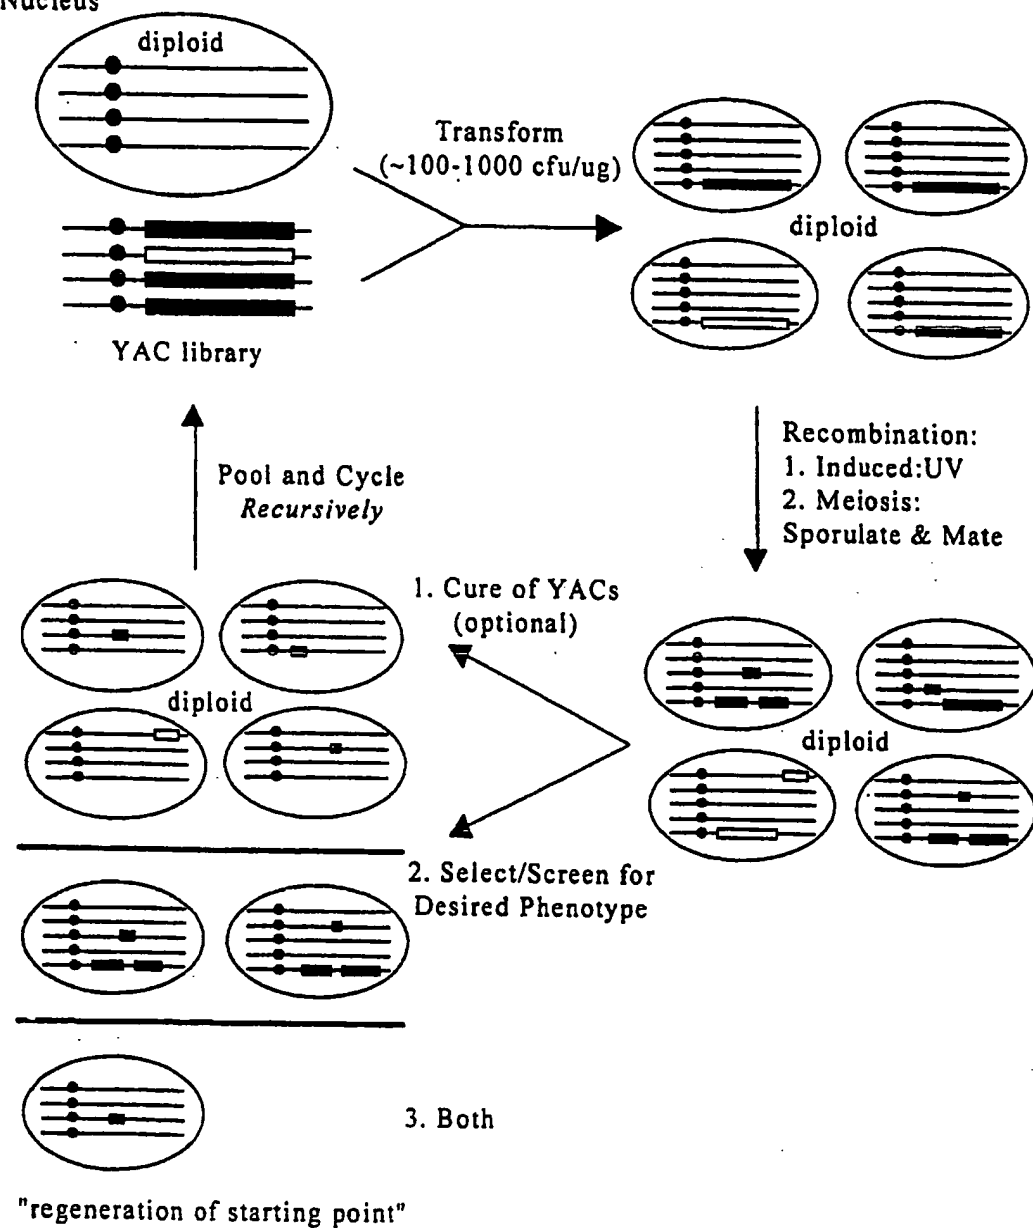 Nucleus
diploid
Transform
(~100-1000 cfu/ug)
diploid
YAC library
Recombination:
1. Induced:UV
2. Meiosis:
Sporulate & Mate
Pool and Cycle
Recursively
1. Cure of YACs
(optional)
diploid
diploid
2. Select/Screen for
Desired Phenotype
3. Both
"regeneration of starting point"